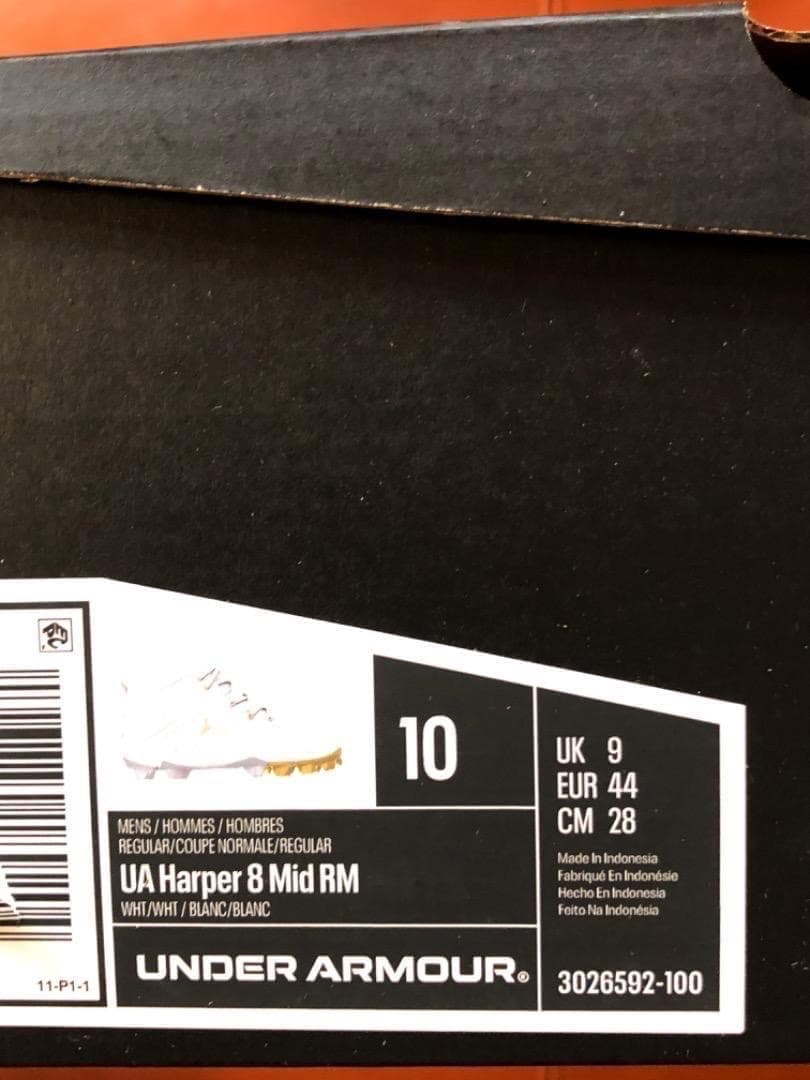 10
UK 9
EUR 44
CM 28
MENS / HOMMES / HOMBRES
REGULAR/COUPE NORMALE/REGULAR
UA Harper 8 Mid RM
WHT/WHT / BLANC/BLANC
Made In Indonesia
Fabriqué En Indonésie
Hecho En Indonesia
Feito Na Indonésia
UNDER ARMOUR®
3026592-100
11-P1-1